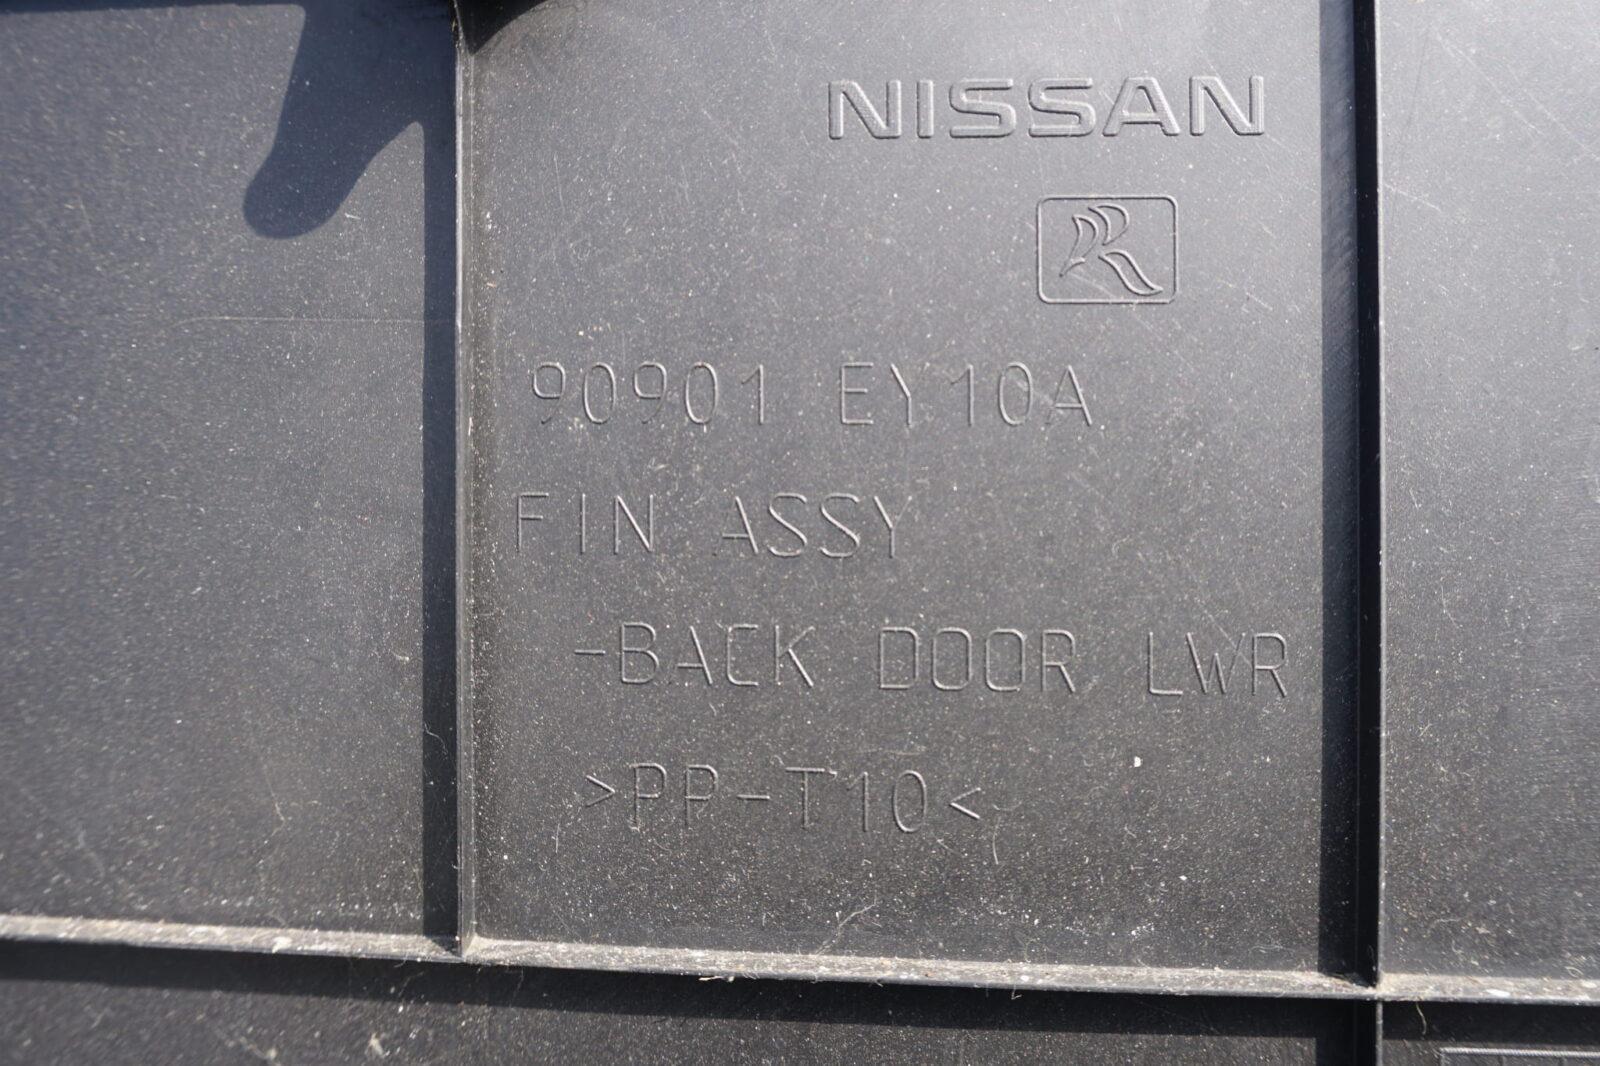 NISSAN
R
90901 EY10A
FIN ASSY
-BACK DOOR LWR
>PP-T10<